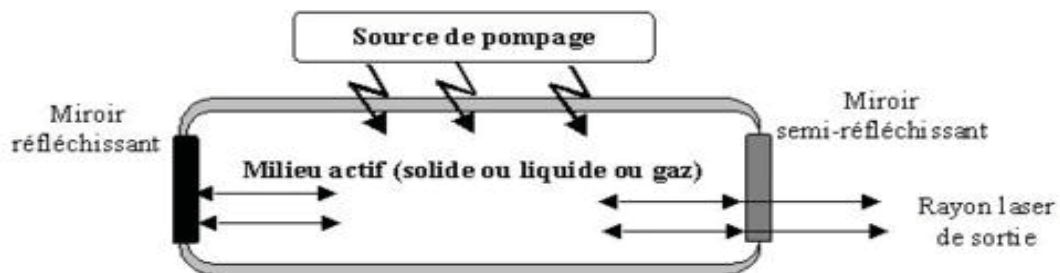 Source de pompage
Miroir
réfléchissant
Miroir
semi-réfléchissant
Milieu actif (solide ou liquide ou gaz)
Rayon laser
de sortie